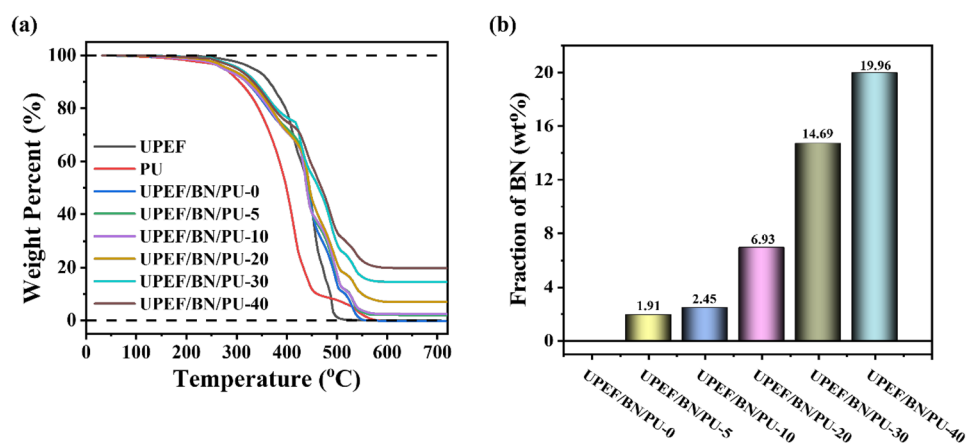 (a)
100
80
60
40
20
0
Weight Percent (%)
UPEF
PU
UPEF/BN/PU-0
UPEF/BN/PU-5
UPEF/BN/PU-10
UPEF/BN/PU-20
UPEF/BN/PU-30
UPEF/BN/PU-40
0 100 200 300 400 500 600 700
Temperature (°C)
(b)
20
16
12
8
4
0
Fraction of BN (wt%)
1.91
2.45
6.93
14.69
19.96
UPEF/BN/PU-0
UPEF/BN/PU-5
UPEF/BN/PU-10
UPEF/BN/PU-20
UPEF/BN/PU-30
UPEF/BN/PU-40